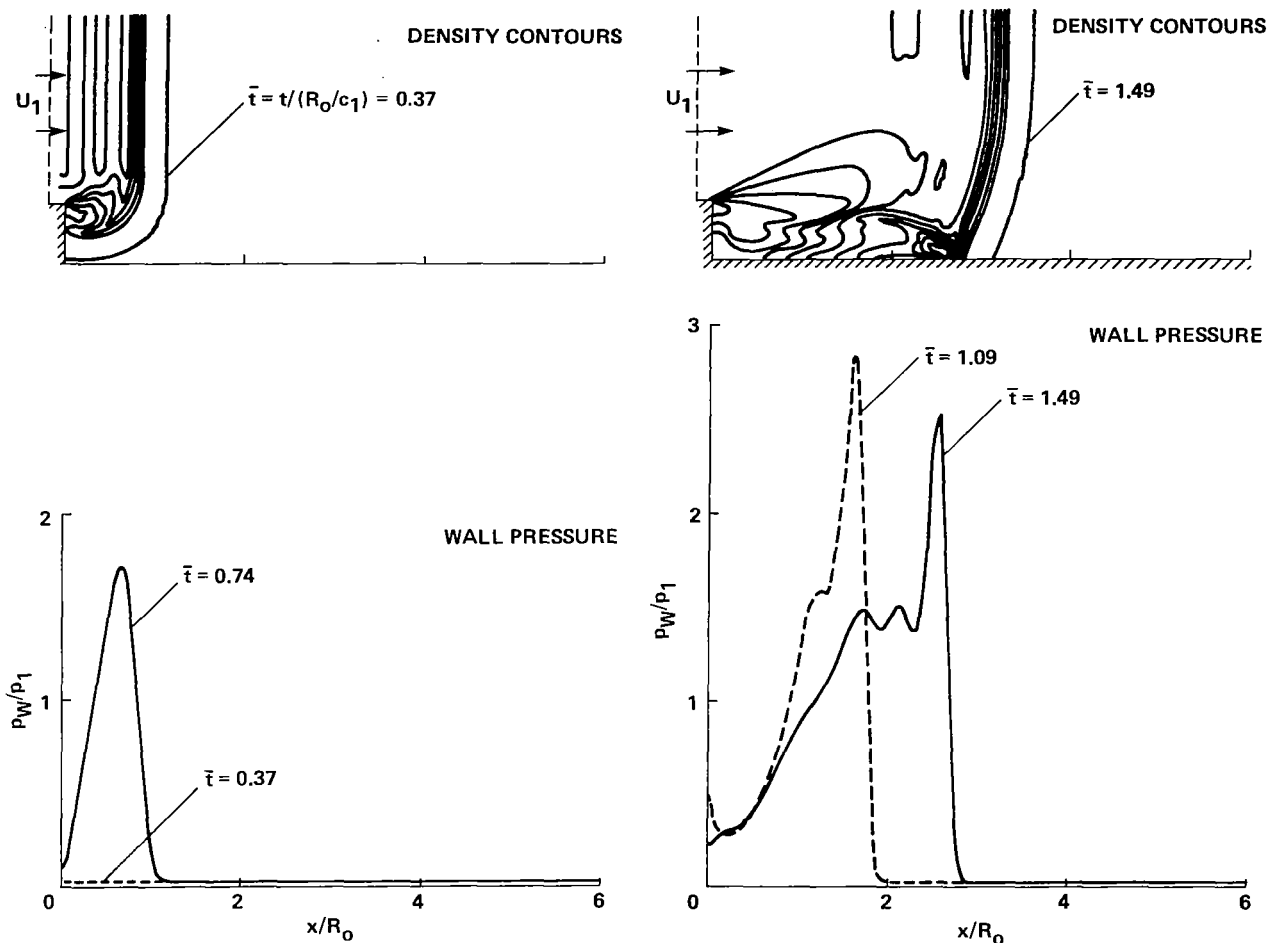 DENSITY CONTOURS
U1
t̄ = t/(Ro/c1) = 0.37
DENSITY CONTOURS
U1
t̄ = 1.49
WALL PRESSURE
t̄ = 0.74
t̄ = 0.37
pW/p1
2
1
0
2
4
6
x/Ro
WALL PRESSURE
t̄ = 1.09
t̄ = 1.49
pW/p1
3
2
1
0
2
4
6
x/Ro